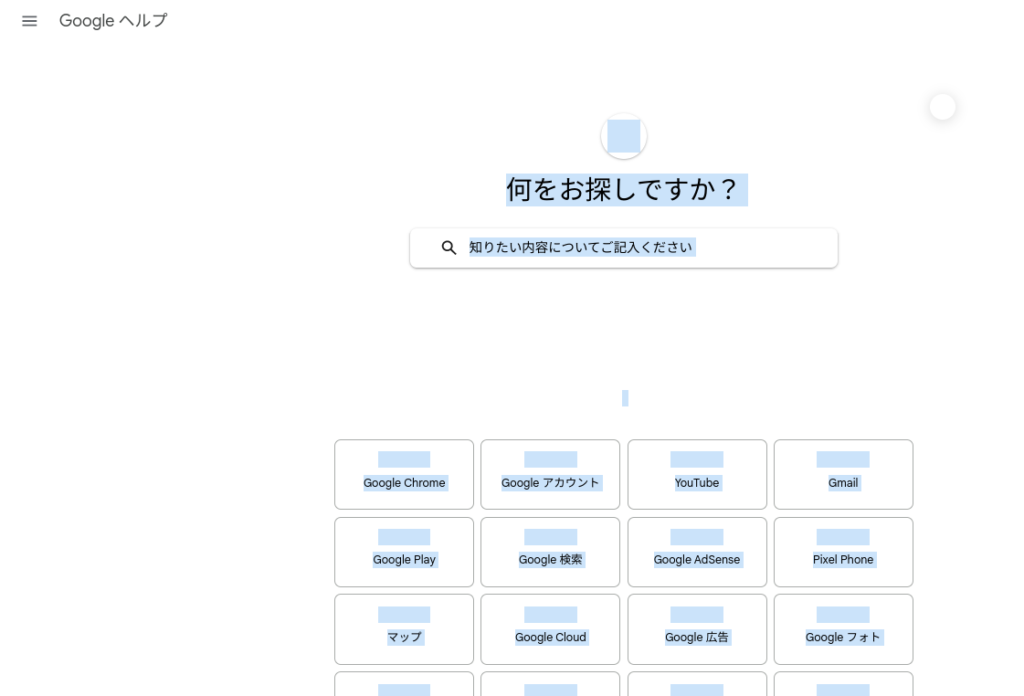 Google ヘルプ
何をお探しですか？
知りたい内容についてご記入ください
Google Chrome
Google アカウント
YouTube
Gmail
Google Play
Google 検索
Google AdSense
Pixel Phone
マップ
Google Cloud
Google 広告
Google フォト